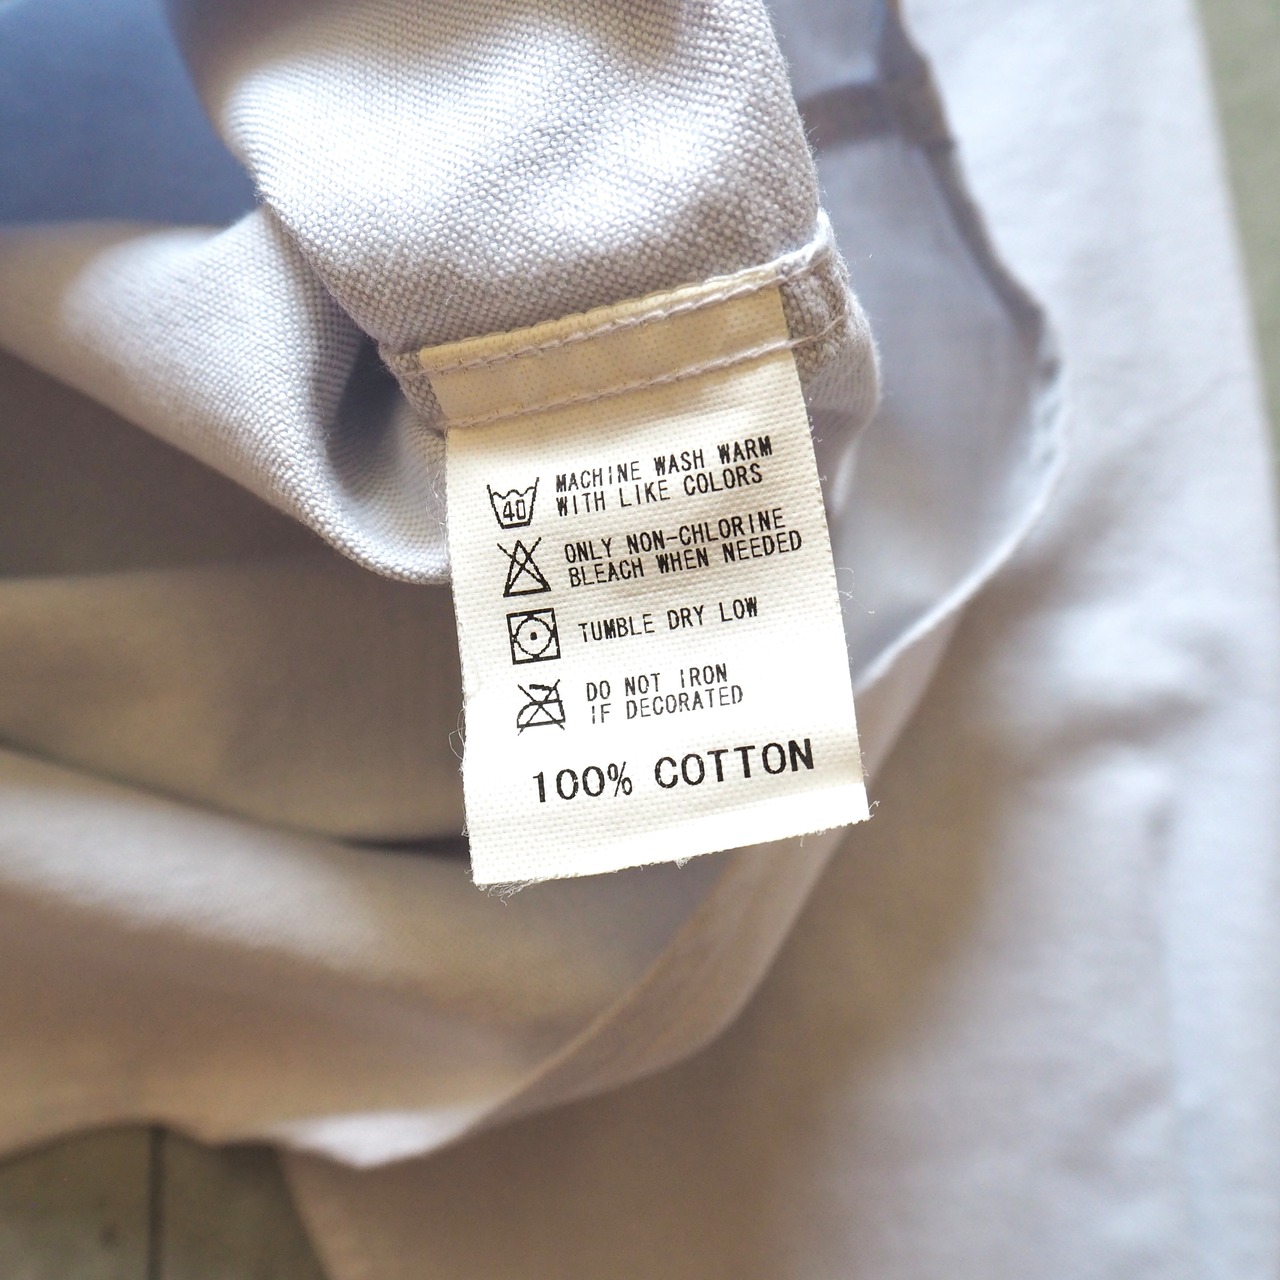 40
MACHINE WASH WARM
WITH LIKE COLORS
ONLY NON-CHLORINE
BLEACH WHEN NEEDED
TUMBLE DRY LOW
DO NOT IRON
IF DECORATED
100% COTTON